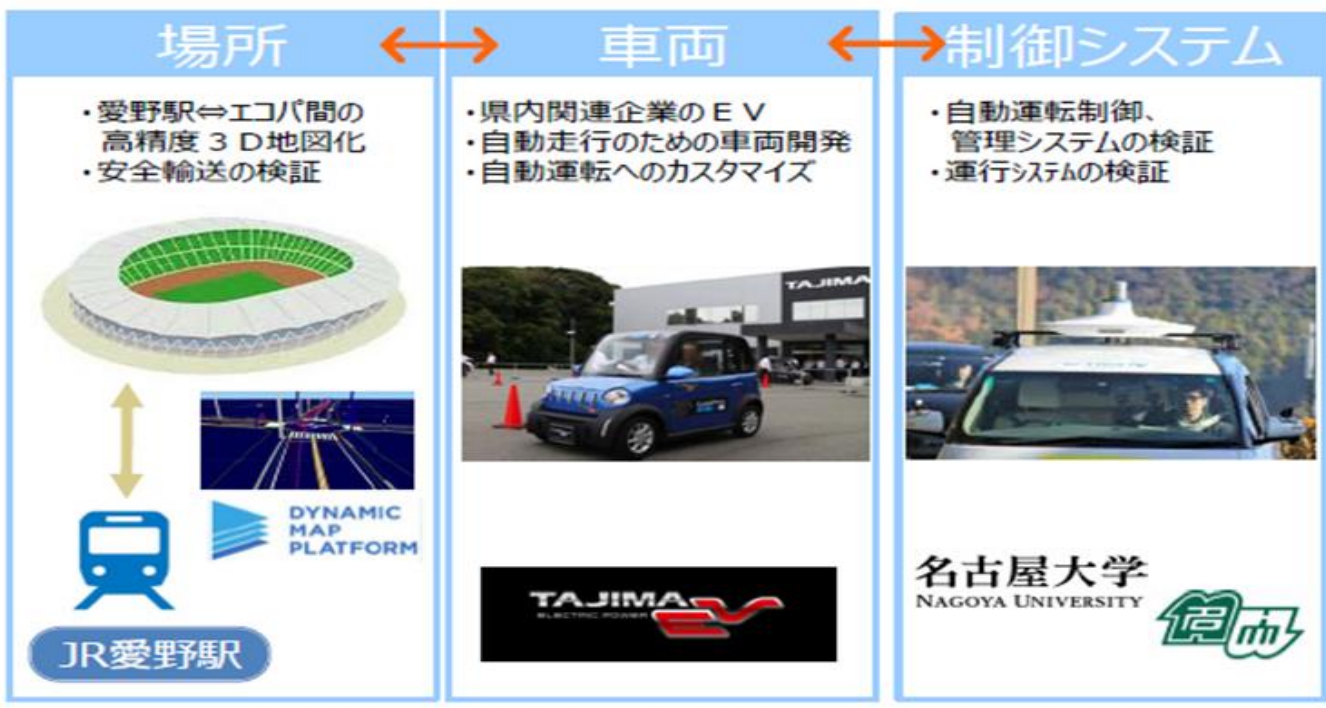 場所
・愛野駅⇔エコパ間の
高精度３Ｄ地図化
・安全輸送の検証
DYNAMIC
MAP
PLATFORM
JR愛野駅
車両
・県内関連企業のＥＶ
・自動走行のための車両開発
・自動運転へのカスタマイズ
TAJIMA
TAJIMA EV
ELECTRIC POWER
制御システム
・自動運転制御、
管理システムの検証
・運行ｼｽﾃﾑの検証
名古屋大学
NAGOYA UNIVERSITY
名大